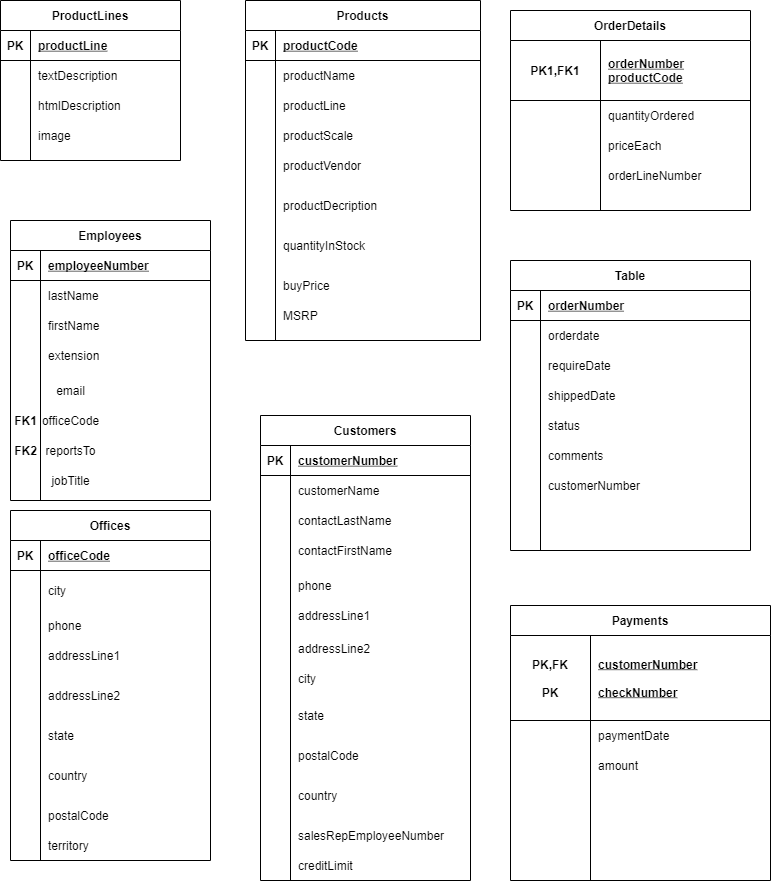 ProductLines
PK productLine
textDescription
htmlDescription
image
Products
PK productCode
productName
productLine
productScale
productVendor
productDecription
quantityInStock
buyPrice
MSRP
OrderDetails
PK1,FK1 orderNumber
productCode
quantityOrdered
priceEach
orderLineNumber
Employees
PK employeeNumber
lastName
firstName
extension
email
FK1 officeCode
FK2 reportsTo
jobTitle
Table
PK orderNumber
orderdate
requireDate
shippedDate
status
comments
customerNumber
Customers
PK customerNumber
customerName
contactLastName
contactFirstName
phone
addressLine1
addressLine2
city
state
postalCode
country
salesRepEmployeeNumber
creditLimit
Offices
PK officeCode
city
phone
addressLine1
addressLine2
state
country
postalCode
territory
Payments
PK,FK customerNumber
PK checkNumber
paymentDate
amount